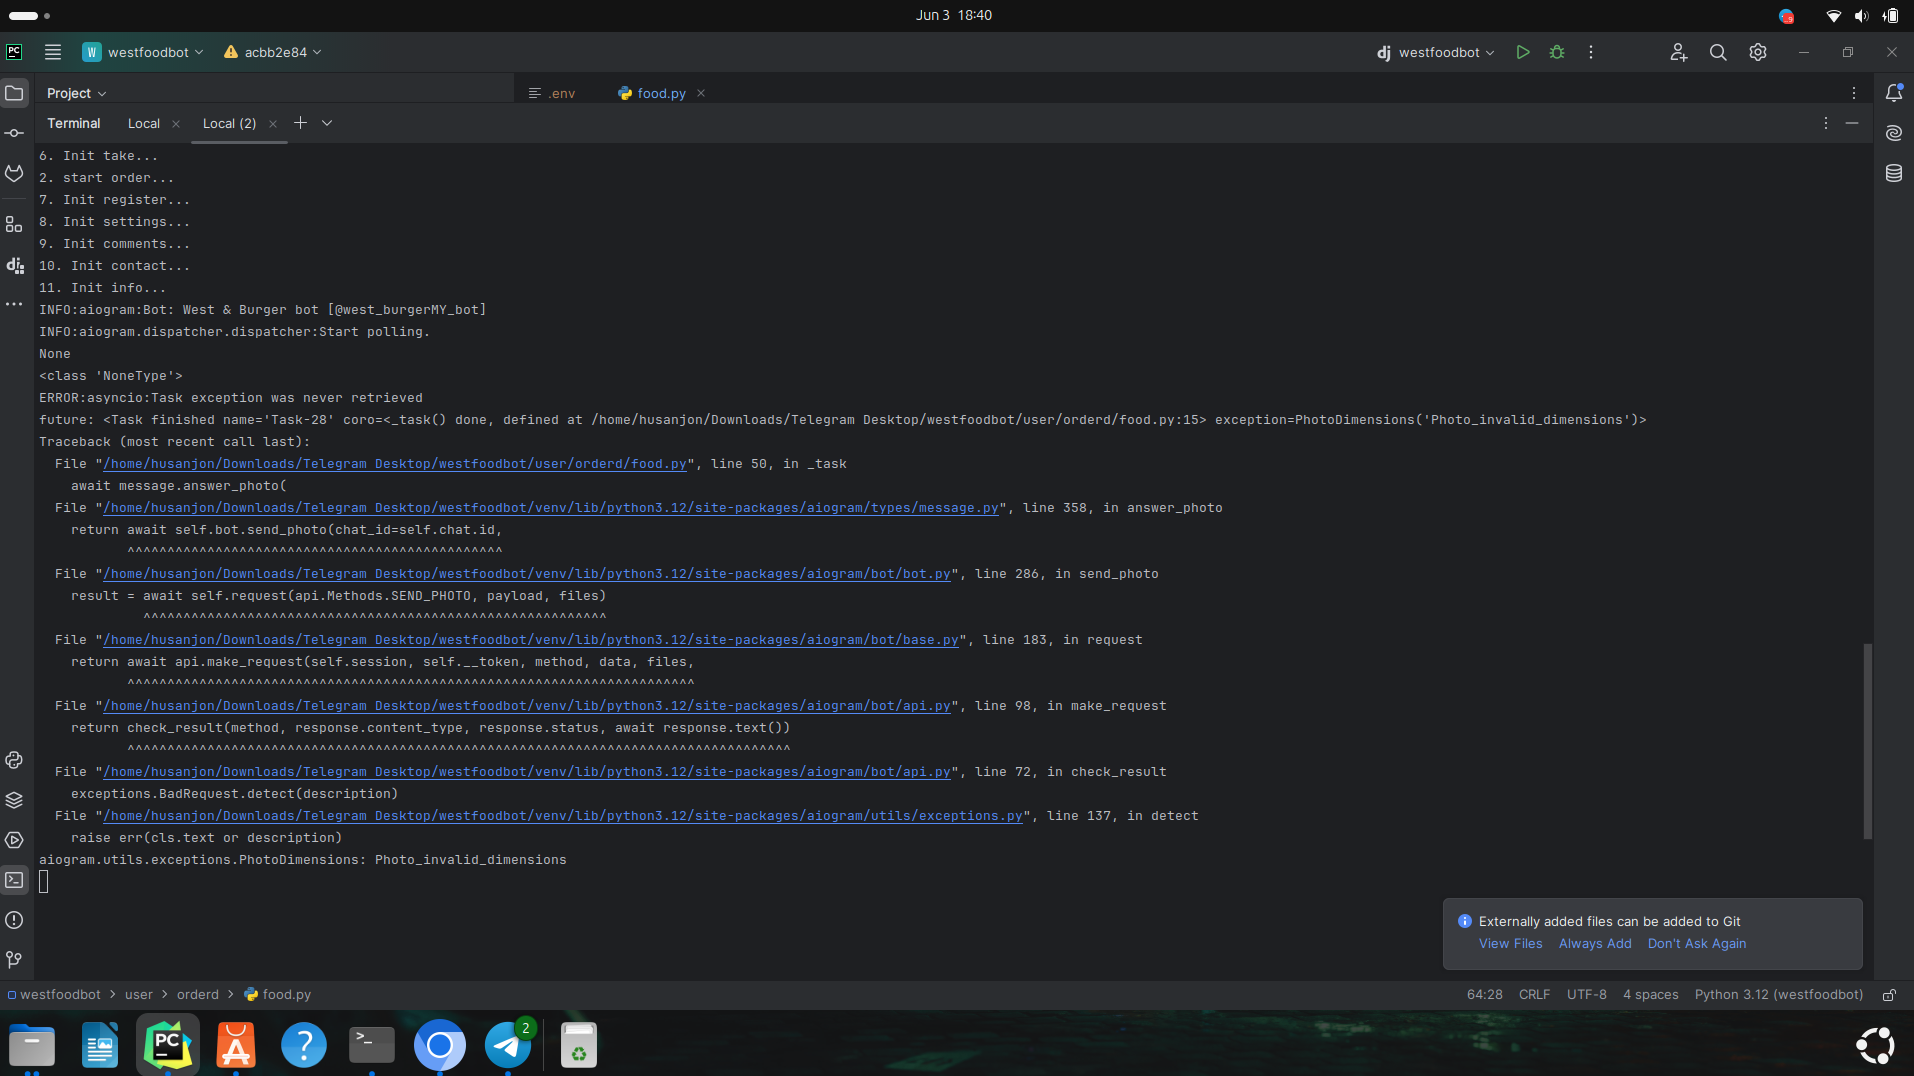 Jun 3 18:40
PC
W westfoodbot
acbb2e84
dj westfoodbot
Project
.env
food.py
Terminal
Local
Local (2)
6. Init take...
2. start order...
7. Init register...
8. Init settings...
9. Init comments...
10. Init contact...
11. Init info...
INFO:aiogram:Bot: West & Burger bot [@west_burgerMY_bot]
INFO:aiogram.dispatcher.dispatcher:Start polling.
None
<class 'NoneType'>
ERROR:asyncio:Task exception was never retrieved
future: <Task finished name='Task-28' coro=<_task() done, defined at /home/husanjon/Downloads/Telegram Desktop/westfoodbot/user/orderd/food.py:15> exception=PhotoDimensions('Photo_invalid_dimensions')>
Traceback (most recent call last):
  File "/home/husanjon/Downloads/Telegram Desktop/westfoodbot/user/orderd/food.py", line 50, in _task
    await message.answer_photo(
  File "/home/husanjon/Downloads/Telegram Desktop/westfoodbot/venv/lib/python3.12/site-packages/aiogram/types/message.py", line 358, in answer_photo
    return await self.bot.send_photo(chat_id=self.chat.id,
           ^^^^^^^^^^^^^^^^^^^^^^^^^^^^^^^^^^^^^^^^^^^^^^^
  File "/home/husanjon/Downloads/Telegram Desktop/westfoodbot/venv/lib/python3.12/site-packages/aiogram/bot/bot.py", line 286, in send_photo
    result = await self.request(api.Methods.SEND_PHOTO, payload, files)
             ^^^^^^^^^^^^^^^^^^^^^^^^^^^^^^^^^^^^^^^^^^^^^^^^^^^^^^^^^^
  File "/home/husanjon/Downloads/Telegram Desktop/westfoodbot/venv/lib/python3.12/site-packages/aiogram/bot/base.py", line 183, in request
    return await api.make_request(self.session, self.__token, method, data, files,
           ^^^^^^^^^^^^^^^^^^^^^^^^^^^^^^^^^^^^^^^^^^^^^^^^^^^^^^^^^^^^^^^^^^^^^^^
  File "/home/husanjon/Downloads/Telegram Desktop/westfoodbot/venv/lib/python3.12/site-packages/aiogram/bot/api.py", line 98, in make_request
    return check_result(method, response.content_type, response.status, await response.text())
           ^^^^^^^^^^^^^^^^^^^^^^^^^^^^^^^^^^^^^^^^^^^^^^^^^^^^^^^^^^^^^^^^^^^^^^^^^^^^^^^^^^^
  File "/home/husanjon/Downloads/Telegram Desktop/westfoodbot/venv/lib/python3.12/site-packages/aiogram/bot/api.py", line 72, in check_result
    exceptions.BadRequest.detect(description)
  File "/home/husanjon/Downloads/Telegram Desktop/westfoodbot/venv/lib/python3.12/site-packages/aiogram/utils/exceptions.py", line 137, in detect
    raise err(cls.text or description)
aiogram.utils.exceptions.PhotoDimensions: Photo_invalid_dimensions
Externally added files can be added to Git
View Files Always Add Don't Ask Again
westfoodbot > user > orderd > food.py
64:28 CRLF UTF-8 4 spaces Python 3.12 (westfoodbot)
PC
2